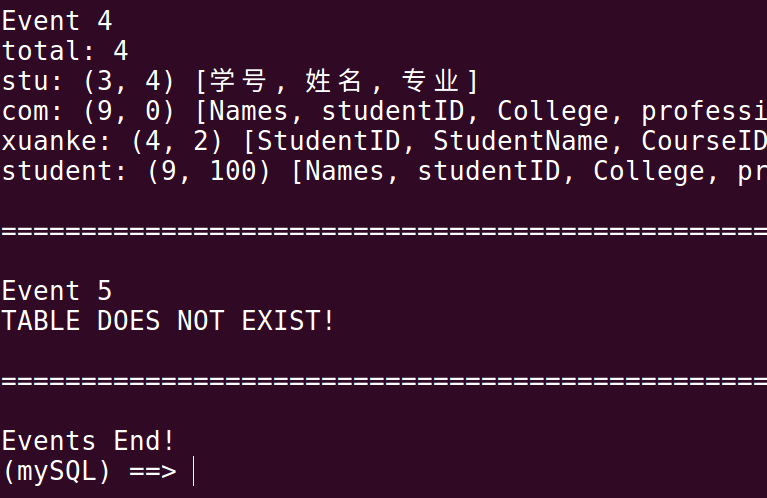 Event 4
total: 4
stu: (3, 4) [学号, 姓名, 专业]
com: (9, 0) [Names, studentID, College, professi
xuanke: (4, 2) [StudentID, StudentName, CourseID
student: (9, 100) [Names, studentID, College, pr
================================================
Event 5
TABLE DOES NOT EXIST!
================================================
Events End!
(mySQL) ==>